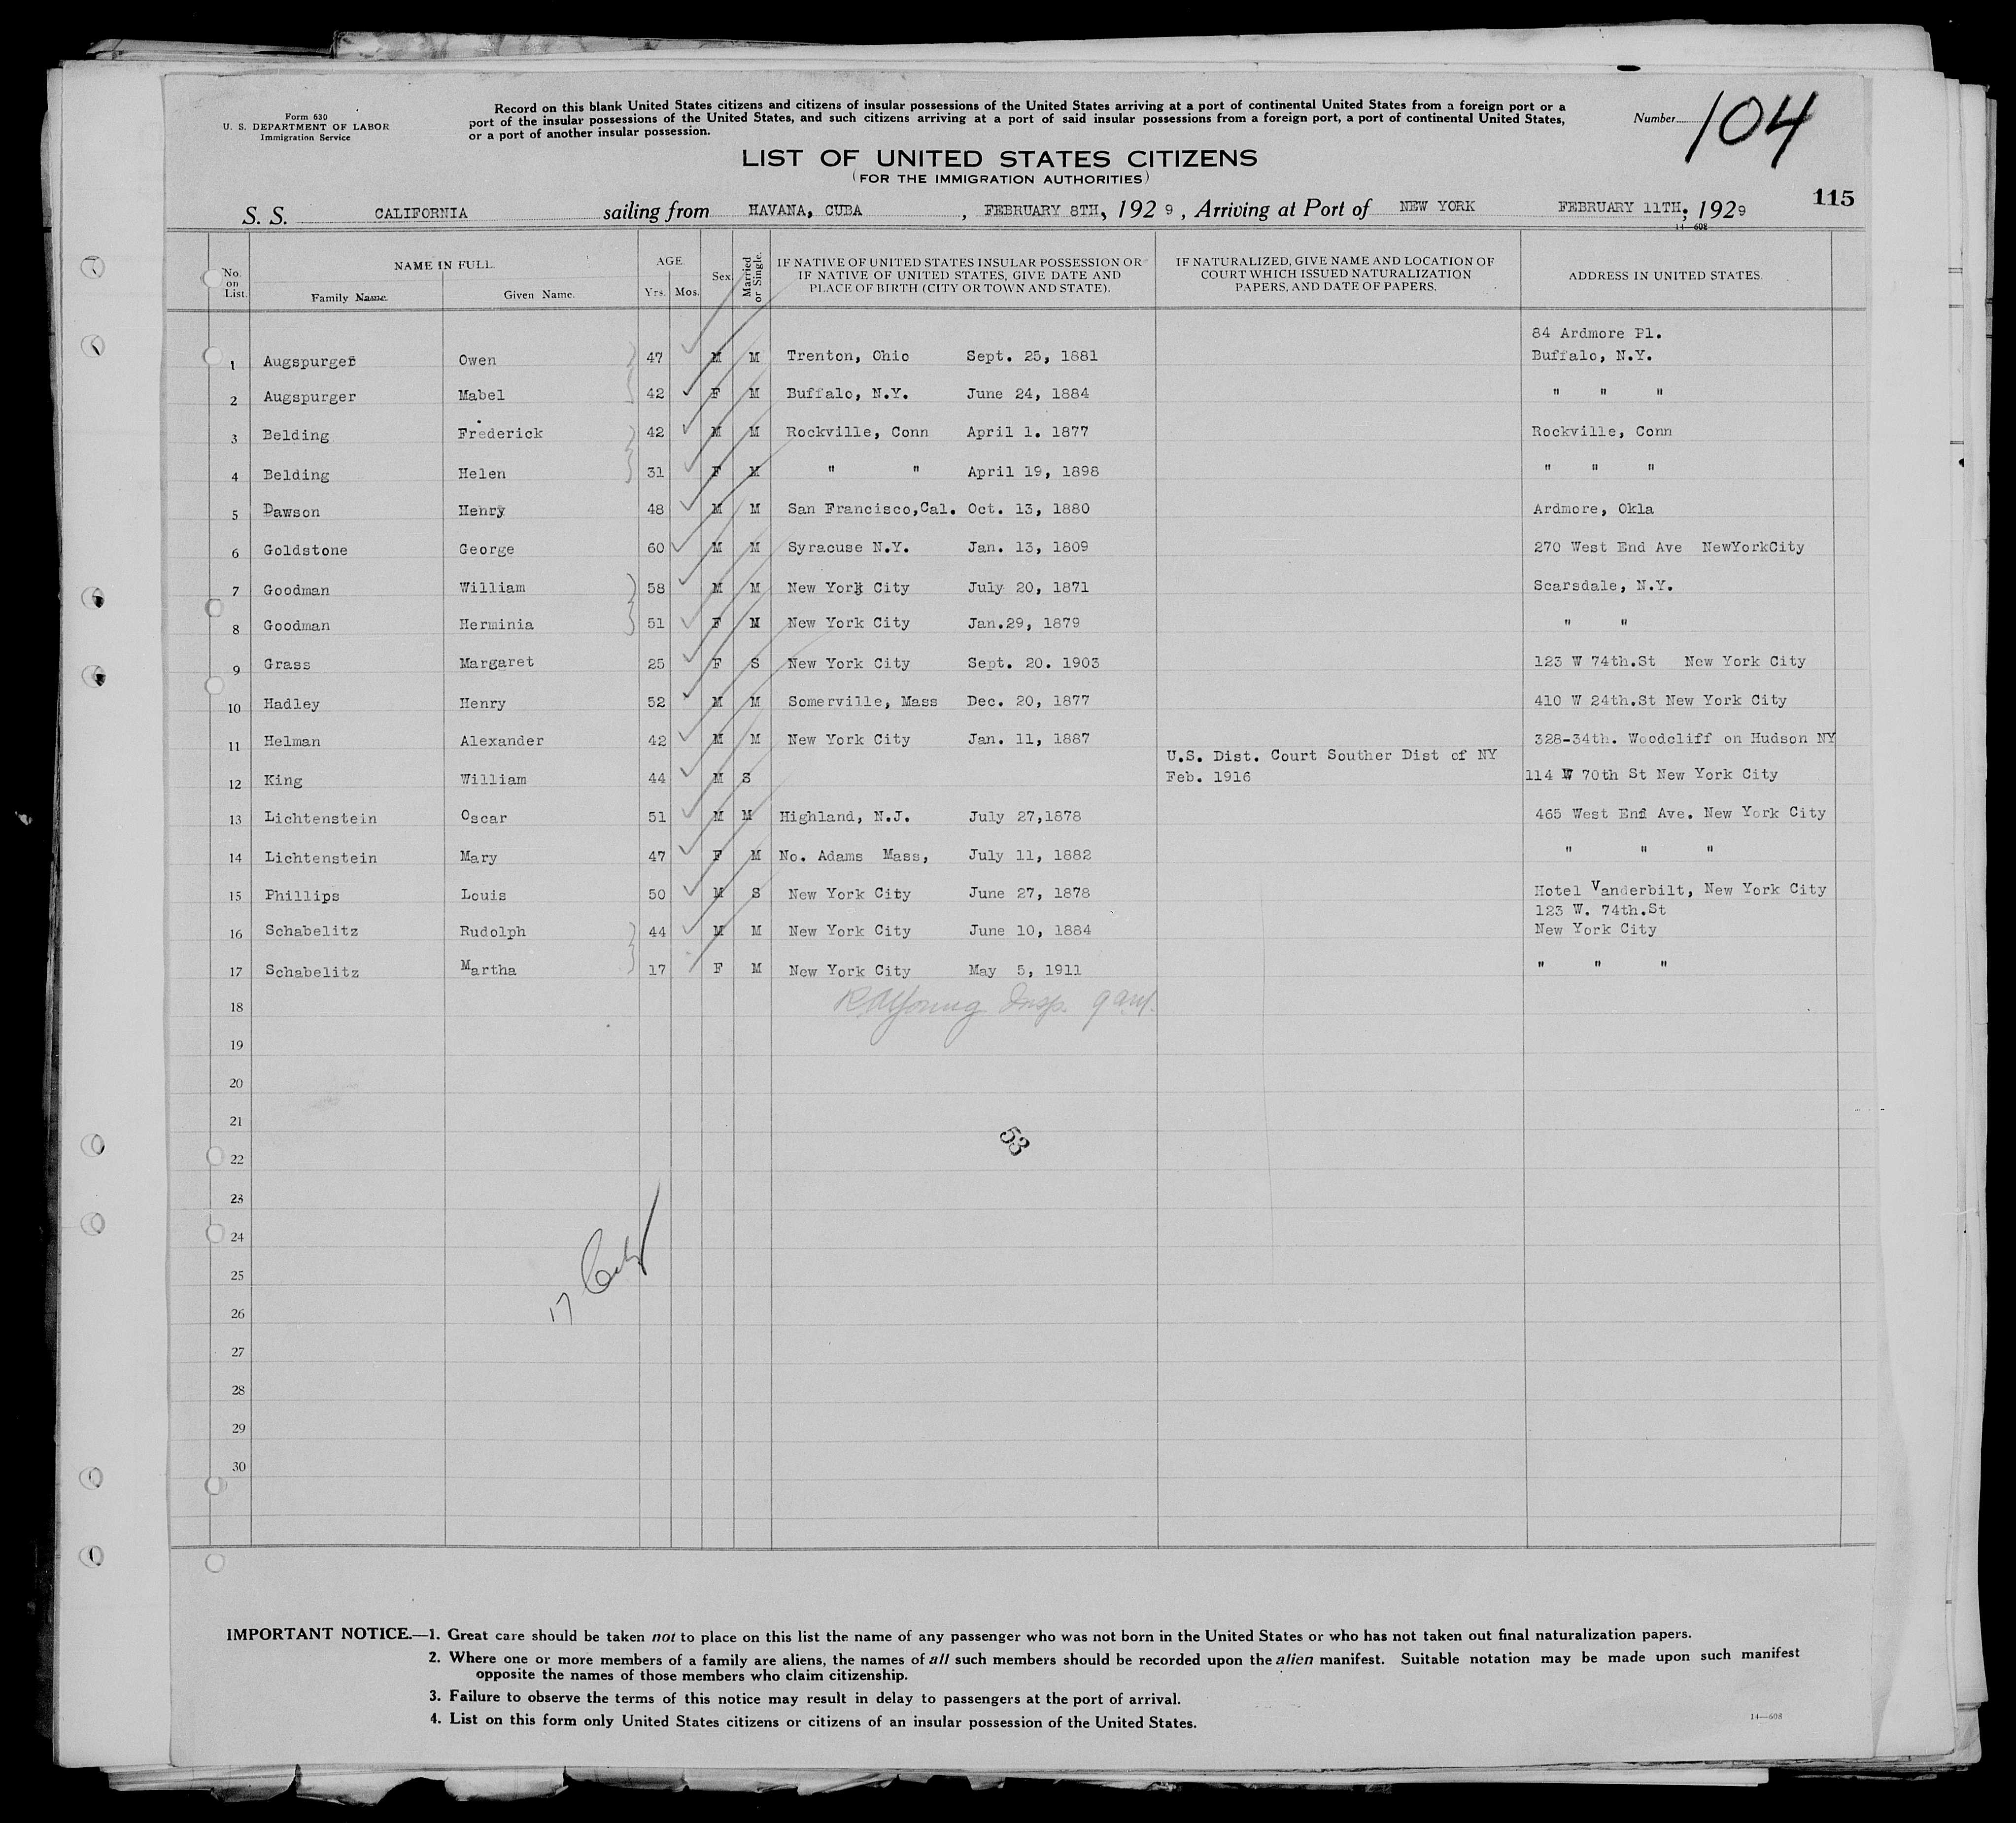 Form 630
U. S. DEPARTMENT OF LABOR
Immigration Service
Record on this blank United States citizens and citizens of insular possessions of the United States arriving at a port of continental United States from a foreign port or a
port of the insular possessions of the United States, and such citizens arriving at a port of said insular possessions from a foreign port, a port of continental United States,
or a port of another insular possession.
Number 104
LIST OF UNITED STATES CITIZENS
(FOR THE IMMIGRATION AUTHORITIES)
115
S. S. CALIFORNIA sailing from HAVANA, CUBA, FEBRUARY 8TH, 1929, Arriving at Port of NEW YORK FEBRUARY 11TH, 1929
14—608
No. on List. NAME IN FULL. Family Name. Given Name. AGE. Yrs. Mos. Sex. Married or Single. IF NATIVE OF UNITED STATES INSULAR POSSESSION OR IF NATIVE OF UNITED STATES, GIVE DATE AND PLACE OF BIRTH (CITY OR TOWN AND STATE). IF NATURALIZED, GIVE NAME AND LOCATION OF COURT WHICH ISSUED NATURALIZATION PAPERS, AND DATE OF PAPERS. ADDRESS IN UNITED STATES.
84 Ardmore Pl.
1 Augspurger Owen 47 M M Trenton, Ohio Sept. 25, 1881 Buffalo, N.Y.
2 Augspurger Mabel 42 F M Buffalo, N.Y. June 24, 1884 " " "
3 Belding Frederick 42 M M Rockville, Conn April 1. 1877 Rockville, Conn
4 Belding Helen 31 F M " " April 19, 1898 " " "
5 Dawson Henry 48 M M San Francisco,Cal. Oct. 13, 1880 Ardmore, Okla
6 Goldstone George 60 M M Syracuse N.Y. Jan. 13, 1809 270 West End Ave NewYorkCity
7 Goodman William 58 M M New York City July 20, 1871 Scarsdale, N.Y.
8 Goodman Herminia 51 F M New York City Jan.29, 1879 " "
9 Grass Margaret 25 F S New York City Sept. 20. 1903 123 W 74th.St New York City
10 Hadley Henry 52 M M Somerville, Mass Dec. 20, 1877 410 W 24th.St New York City
11 Helman Alexander 42 M M New York City Jan. 11, 1887 328-34th. Woodcliff on Hudson NY
U.S. Dist. Court Souther Dist of NY
12 King William 44 M S Feb. 1916 114 W 70th St New York City
13 Lichtenstein Oscar 51 M M Highland, N.J. July 27,1878 465 West End Ave. New York City
14 Lichtenstein Mary 47 F M No. Adams Mass, July 11, 1882 " " "
15 Phillips Louis 50 M S New York City June 27, 1878 Hotel Vanderbilt, New York City
123 W. 74th.St
16 Schabelitz Rudolph 44 M M New York City June 10, 1884 New York City
17 Schabelitz Martha 17 F M New York City May 5, 1911 " " "
18 Young Insp.
19
20
21
53
22
23
24
25
17
26
27
28
29
30
IMPORTANT NOTICE.—1. Great care should be taken not to place on this list the name of any passenger who was not born in the United States or who has not taken out final naturalization papers.
2. Where one or more members of a family are aliens, the names of all such members should be recorded upon the alien manifest. Suitable notation may be made upon such manifest
opposite the names of those members who claim citizenship.
3. Failure to observe the terms of this notice may result in delay to passengers at the port of arrival.
4. List on this form only United States citizens or citizens of an insular possession of the United States.
14—608